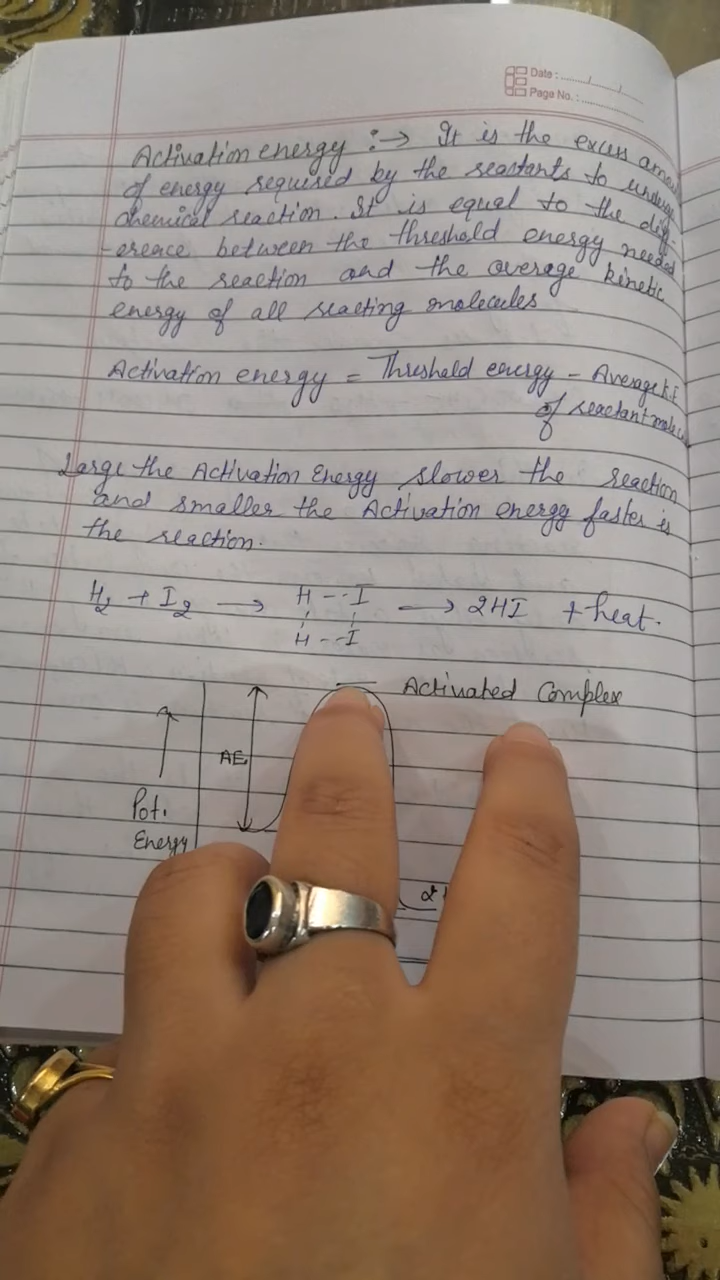 Date : ......../......../........
Page No. : ................
Activation energy :→ It is the excess
of energy required by the reactants to
chemical reaction. It is equal to the diff-
-erence between the threshold energy needed
to the reaction and the average kinetic
energy of all reacting molecules
Activation energy = Threshold energy - Average K.E
of reactant
Large the Activation Energy slower the reaction
and smaller the Activation energy faster is
the reaction.
H2 + I2 → H--I → 2HI + heat.
H--I
Activated Complex
AE
Pot.
Energy
2